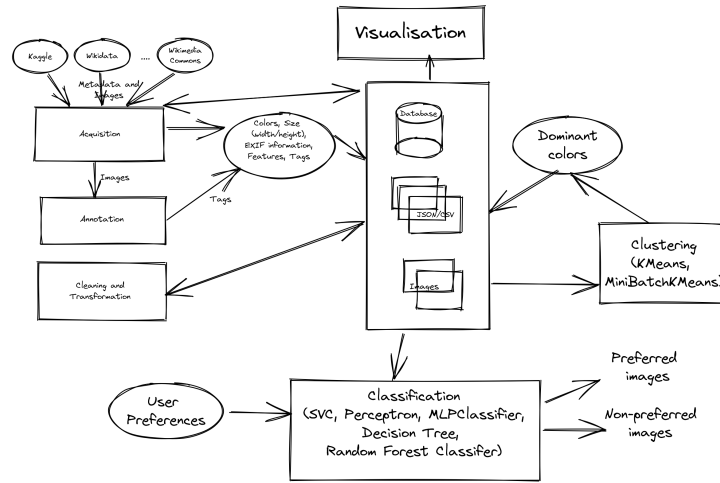 Visualisation
Kaggle
Wikidata
....
Wikimedia
Commons
Metadata and
Images
Acquisition
Colors, Size
(width/height),
EXIF information,
Features, Tags
Database
Dominant
colors
Images
Tags
Annotation
JSON/CSV
Clustering
(KMeans,
MiniBatchKMeans)
Cleaning and
Transformation
Images
Preferred
images
User
Preferences
Classification
(SVC, Perceptron, MLPClassifier,
Decision Tree,
Random Forest Classifer)
Non-preferred
images